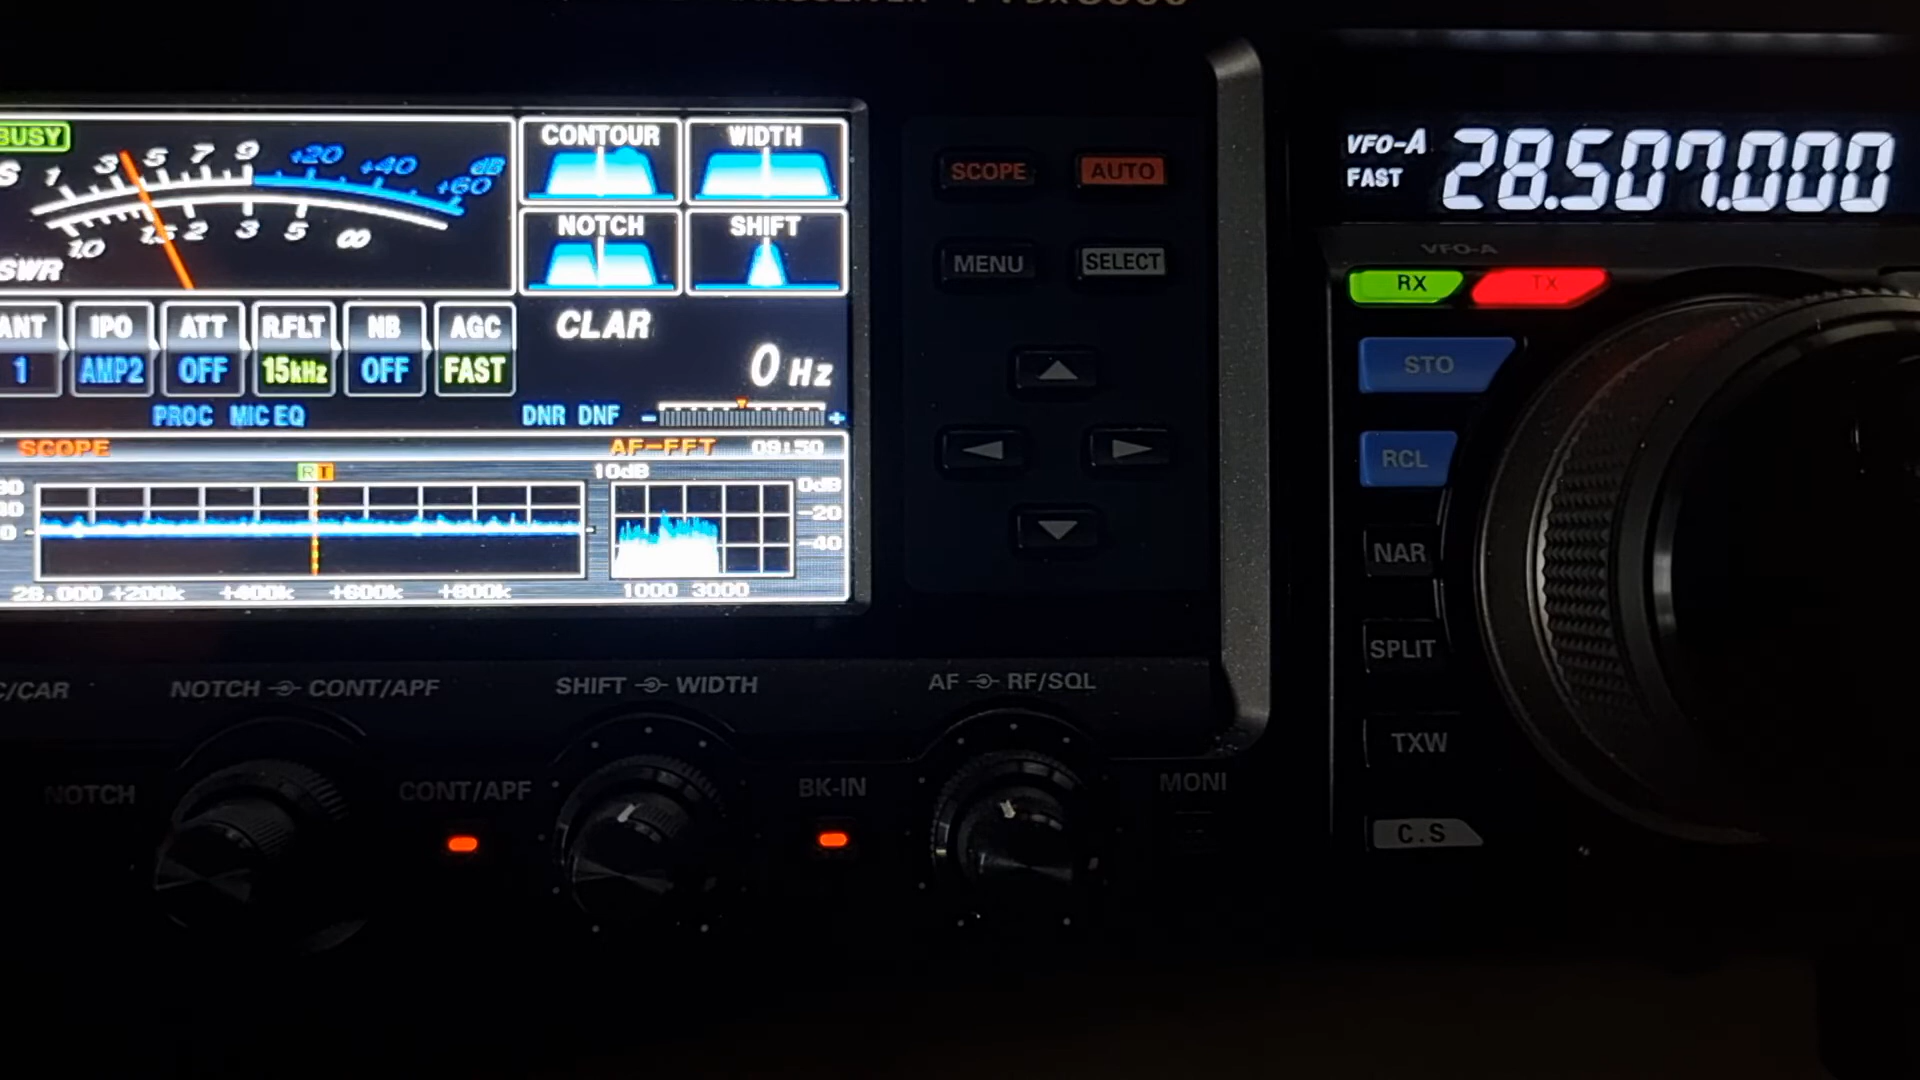 BUSY
S 1 3 5 7 9 +20 +40 +60 dB
1.0 1.5 2 3 5 ∞
SWR
CONTOUR WIDTH
NOTCH SHIFT
ANT IPO ATT R.FLT NB AGC
1 AMP2 OFF 15kHz OFF FAST
CLAR
0 Hz
PROC MIC EQ DNR DNF - +
SCOPE AF-FFT 09:50
R T 10dB
0dB
-20
-40
28.000 +200k +400k +600k +800k 1000 3000
SCOPE AUTO
MENU SELECT
VFO-A
FAST
28.507.000
VFO-A
RX TX
STO
RCL
NAR
SPLIT
TXW
C.S
C/CAR NOTCH CONT/APF SHIFT WIDTH AF RF/SQL
NOTCH CONT/APF BK-IN MONI